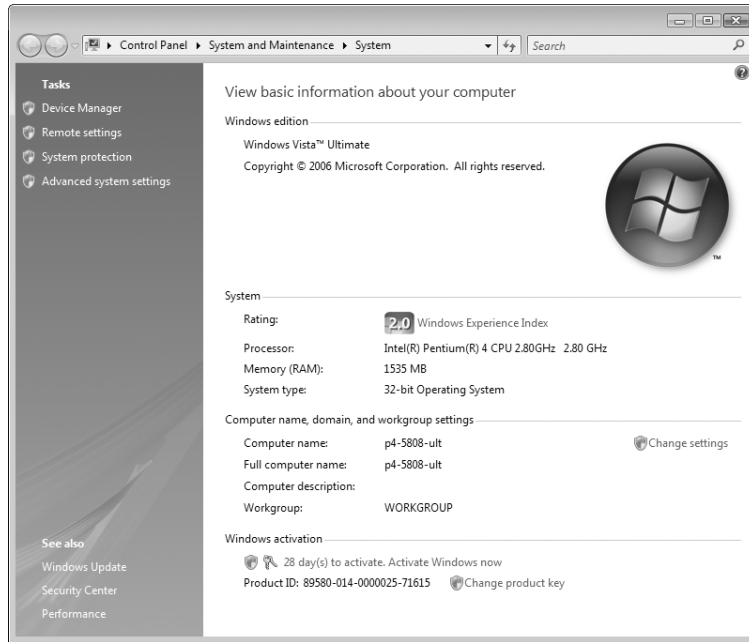 Control Panel ▸ System and Maintenance ▸ System
Search
Tasks
Device Manager
Remote settings
System protection
Advanced system settings
See also
Windows Update
Security Center
Performance
View basic information about your computer
Windows edition
Windows Vista™ Ultimate
Copyright © 2006 Microsoft Corporation. All rights reserved.
TM
System
Rating: 2.0 Windows Experience Index
Processor: Intel(R) Pentium(R) 4 CPU 2.80GHz 2.80 GHz
Memory (RAM): 1535 MB
System type: 32-bit Operating System
Computer name, domain, and workgroup settings
Computer name: p4-5808-ult Change settings
Full computer name: p4-5808-ult
Computer description:
Workgroup: WORKGROUP
Windows activation
28 day(s) to activate. Activate Windows now
Product ID: 89580-014-0000025-71615 Change product key